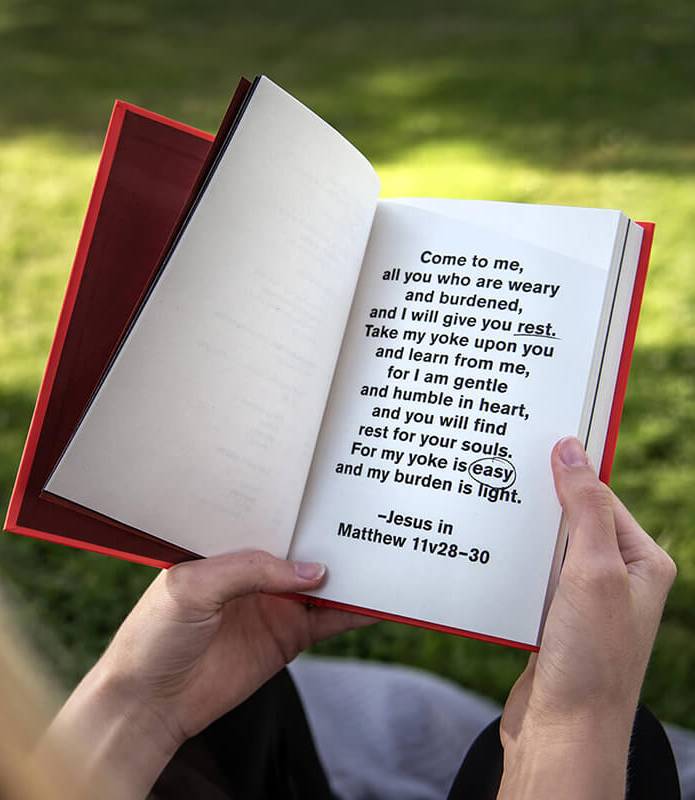 Come to me,
all you who are weary
and burdened,
and I will give you rest.
Take my yoke upon you
and learn from me,
for I am gentle
and humble in heart,
and you will find
rest for your souls.
For my yoke is easy
and my burden is light.
–Jesus in
Matthew 11v28–30